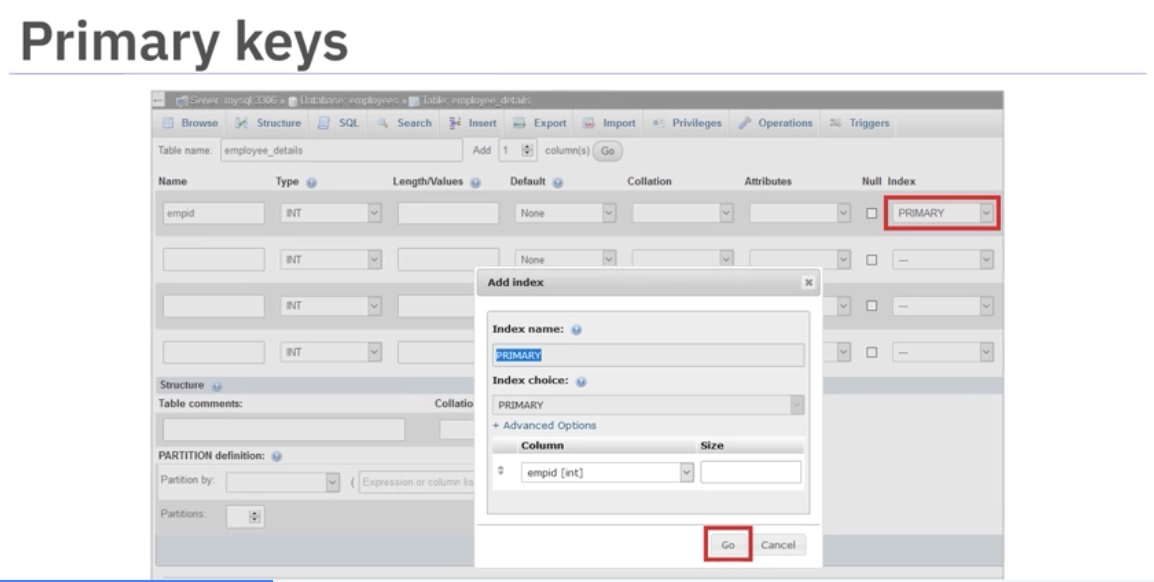 Primary keys
Server: mysql:3306 » Database: employees » Table: employee_details
Browse Structure SQL Search Insert Export Import Privileges Operations Triggers
Table name: employee_details Add 1 column(s) Go
Name Type Length/Values Default Collation Attributes Null Index
empid INT None PRIMARY
INT None ---
Add index
INT ---
Index name:
INT PRIMARY ---
Index choice:
Structure
Table comments: Collatio PRIMARY
+ Advanced Options
Column Size
PARTITION definition:
Partition by: ( Expression or column lis empid [int]
Partitions:
Go Cancel